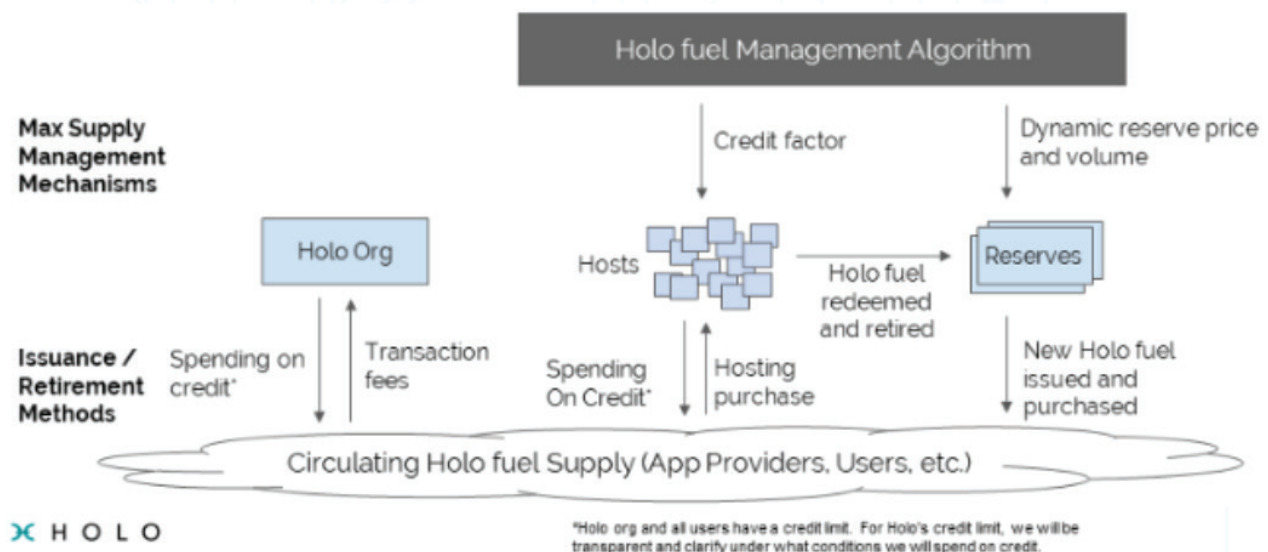 Holo fuel Management Algorithm
Max Supply
Management
Mechanisms
Credit factor
Dynamic reserve price
and volume
Holo Org
Hosts
Holo fuel
redeemed
and retired
Reserves
Issuance /
Retirement
Methods
Spending on
credit*
Transaction
fees
Spending
On Credit*
Hosting
purchase
New Holo fuel
issued and
purchased
Circulating Holo fuel Supply (App Providers, Users, etc.)
HOLO
*Holo org and all users have a credit limit. For Holo's credit limit, we will be
transparent and clarify under what conditions we will spend on credit.